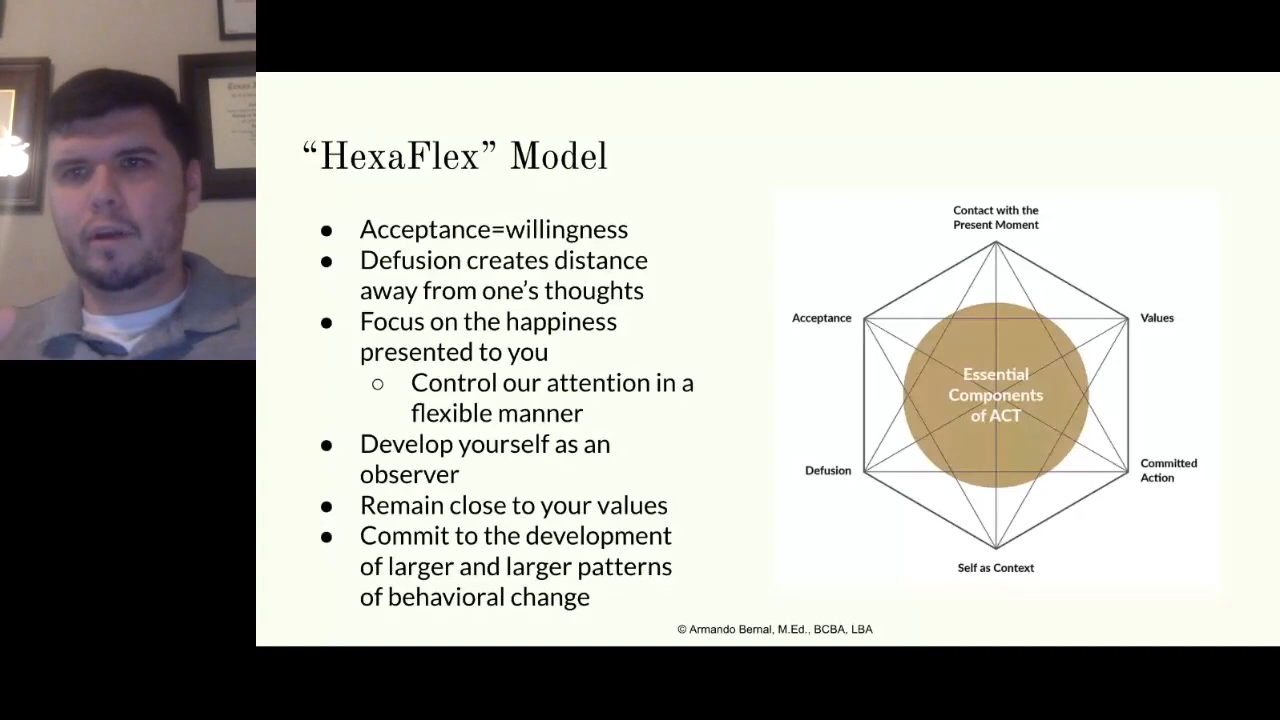 “HexaFlex” Model
● Acceptance=willingness
● Defusion creates distance
away from one’s thoughts
● Focus on the happiness
presented to you
○ Control our attention in a
flexible manner
● Develop yourself as an
observer
● Remain close to your values
● Commit to the development
of larger and larger patterns
of behavioral change
Contact with the
Present Moment
Acceptance
Values
Essential
Components
of ACT
Defusion
Committed
Action
Self as Context
© Armando Bernal, M.Ed., BCBA, LBA